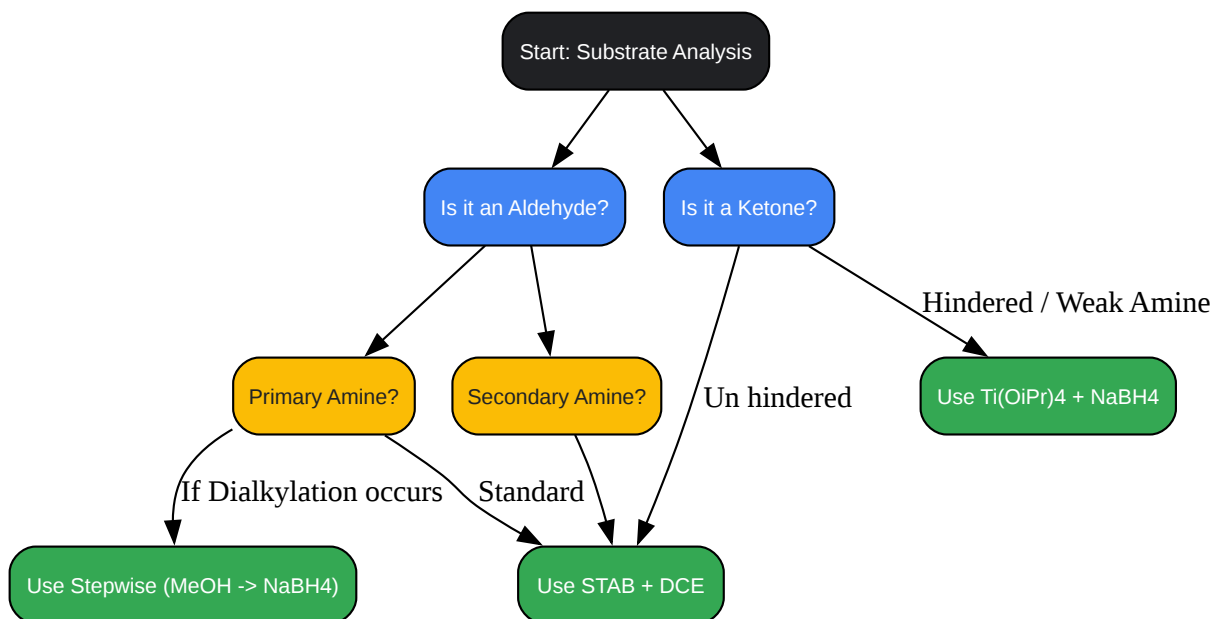 Start: Substrate Analysis
Is it an Aldehyde?
Is it a Ketone?
Hindered / Weak Amine
Primary Amine?
Secondary Amine?
Un hindered
Use Ti(OiPr)4 + NaBH4
If Dialkylation occurs
Standard
Use Stepwise (MeOH -> NaBH4)
Use STAB + DCE